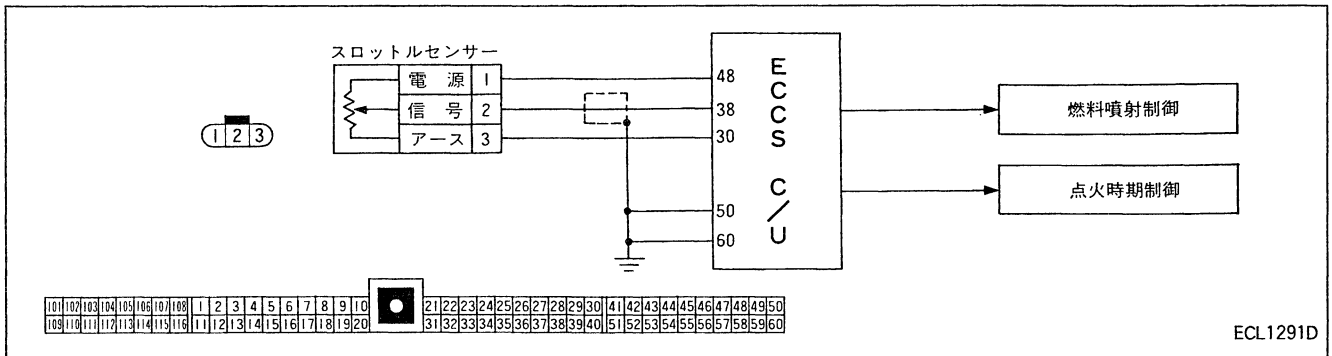 スロットルセンサー
電源 1
信号 2
アース 3
1 2 3
48
38
30
50
60
ECCS C/U
燃料噴射制御
点火時期制御
101 102 103 104 105 106 107 108 1 2 3 4 5 6 7 8 9 10 21 22 23 24 25 26 27 28 29 30 41 42 43 44 45 46 47 48 49 50
109 110 111 112 113 114 115 116 11 12 13 14 15 16 17 18 19 20 31 32 33 34 35 36 37 38 39 40 51 52 53 54 55 56 57 58 59 60
ECL1291D